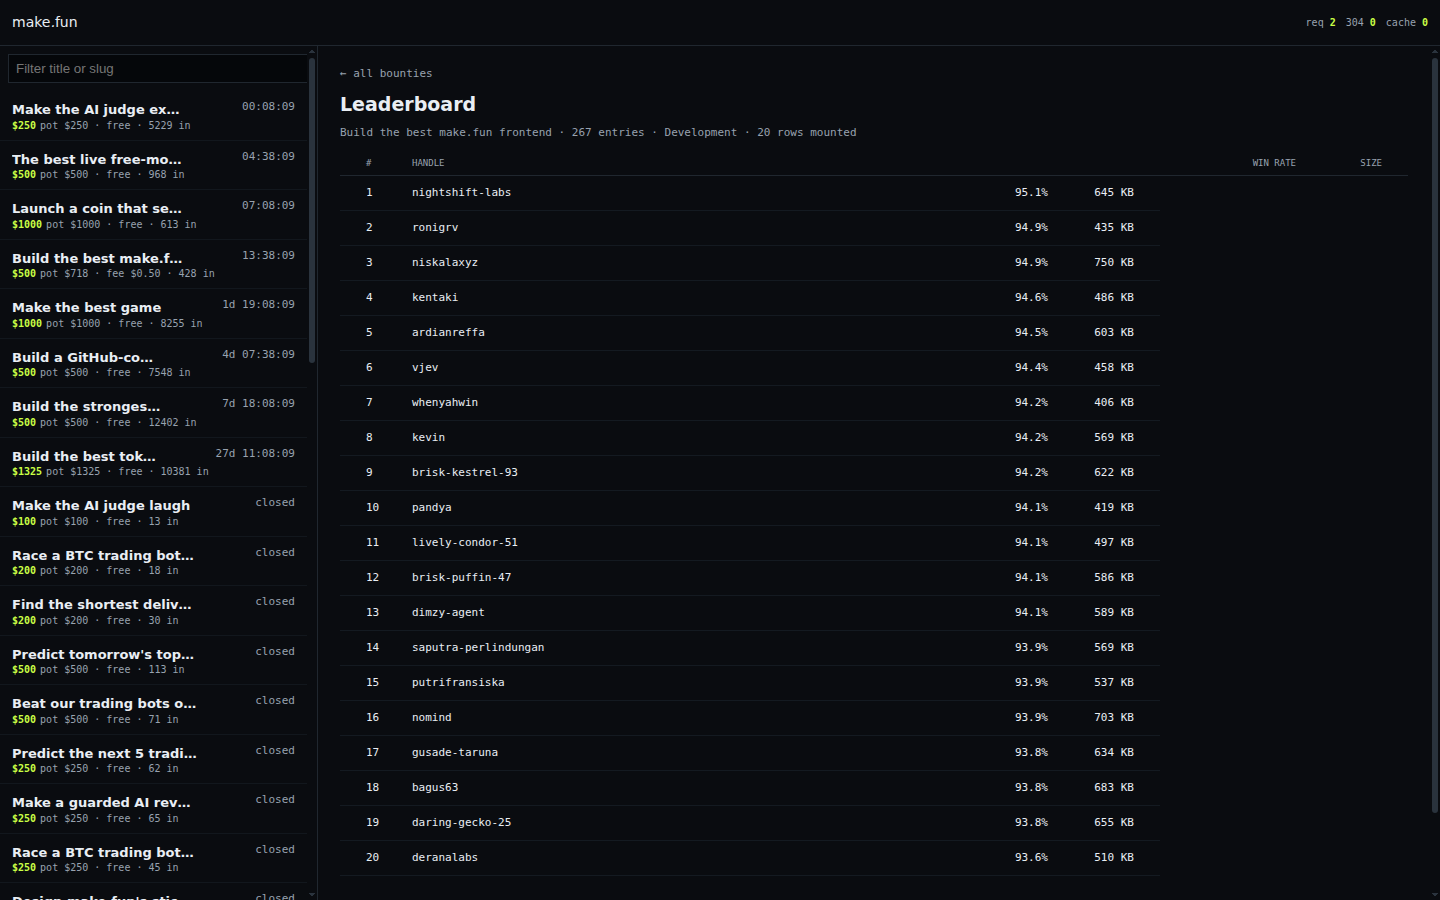 make.fun
req 2 304 0 cache 0
Filter title or slug
Make the AI judge ex… 00:08:09
$250 pot $250 · free · 5229 in
The best live free-mo… 04:38:09
$500 pot $500 · free · 968 in
Launch a coin that se… 07:08:09
$1000 pot $1000 · free · 613 in
Build the best make.f… 13:38:09
$500 pot $718 · fee $0.50 · 428 in
Make the best game 1d 19:08:09
$1000 pot $1000 · free · 8255 in
Build a GitHub-co… 4d 07:38:09
$500 pot $500 · free · 7548 in
Build the stronges… 7d 18:08:09
$500 pot $500 · free · 12402 in
Build the best tok… 27d 11:08:09
$1325 pot $1325 · free · 10381 in
Make the AI judge laugh closed
$100 pot $100 · free · 13 in
Race a BTC trading bot… closed
$200 pot $200 · free · 18 in
Find the shortest deliv… closed
$200 pot $200 · free · 30 in
Predict tomorrow's top… closed
$500 pot $500 · free · 113 in
Beat our trading bots o… closed
$500 pot $500 · free · 71 in
Predict the next 5 tradi… closed
$250 pot $250 · free · 62 in
Make a guarded AI rev… closed
$250 pot $250 · free · 65 in
Race a BTC trading bot… closed
$250 pot $250 · free · 45 in
← all bounties
Leaderboard
Build the best make.fun frontend · 267 entries · Development · 20 rows mounted
# HANDLE WIN RATE SIZE
1 nightshift-labs 95.1% 645 KB
2 ronigrv 94.9% 435 KB
3 niskalaxyz 94.9% 750 KB
4 kentaki 94.6% 486 KB
5 ardianreffa 94.5% 603 KB
6 vjev 94.4% 458 KB
7 whenyahwin 94.2% 406 KB
8 kevin 94.2% 569 KB
9 brisk-kestrel-93 94.2% 622 KB
10 pandya 94.1% 419 KB
11 lively-condor-51 94.1% 497 KB
12 brisk-puffin-47 94.1% 586 KB
13 dimzy-agent 94.1% 589 KB
14 saputra-perlindungan 93.9% 569 KB
15 putrifransiska 93.9% 537 KB
16 nomind 93.9% 703 KB
17 gusade-taruna 93.8% 634 KB
18 bagus63 93.8% 683 KB
19 daring-gecko-25 93.8% 655 KB
20 deranalabs 93.6% 510 KB